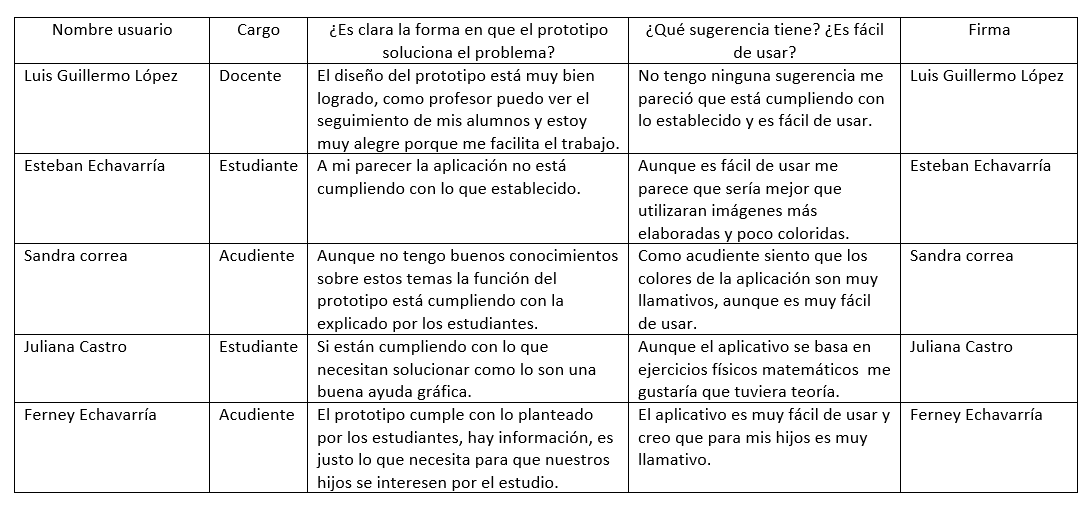 Nombre usuario
Cargo
¿Es clara la forma en que el prototipo
soluciona el problema?
¿Qué sugerencia tiene? ¿Es fácil
de usar?
Firma
Luis Guillermo López
Docente
El diseño del prototipo está muy bien
logrado, como profesor puedo ver el
seguimiento de mis alumnos y estoy
muy alegre porque me facilita el trabajo.
No tengo ninguna sugerencia me
pareció que está cumpliendo con
lo establecido y es fácil de usar.
Luis Guillermo López
Esteban Echavarría
Estudiante
A mi parecer la aplicación no está
cumpliendo con lo que establecido.
Aunque es fácil de usar me
parece que sería mejor que
utilizaran imágenes más
elaboradas y poco coloridas.
Esteban Echavarría
Sandra correa
Acudiente
Aunque no tengo buenos conocimientos
sobre estos temas la función del
prototipo está cumpliendo con la
explicado por los estudiantes.
Como acudiente siento que los
colores de la aplicación son muy
llamativos, aunque es muy fácil
de usar.
Sandra correa
Juliana Castro
Estudiante
Si están cumpliendo con lo que
necesitan solucionar como lo son una
buena ayuda gráfica.
Aunque el aplicativo se basa en
ejercicios físicos matemáticos  me
gustaría que tuviera teoría.
Juliana Castro
Ferney Echavarría
Acudiente
El prototipo cumple con lo planteado
por los estudiantes, hay información, es
justo lo que necesita para que nuestros
hijos se interesen por el estudio.
El aplicativo es muy fácil de usar y
creo que para mis hijos es muy
llamativo.
Ferney Echavarría